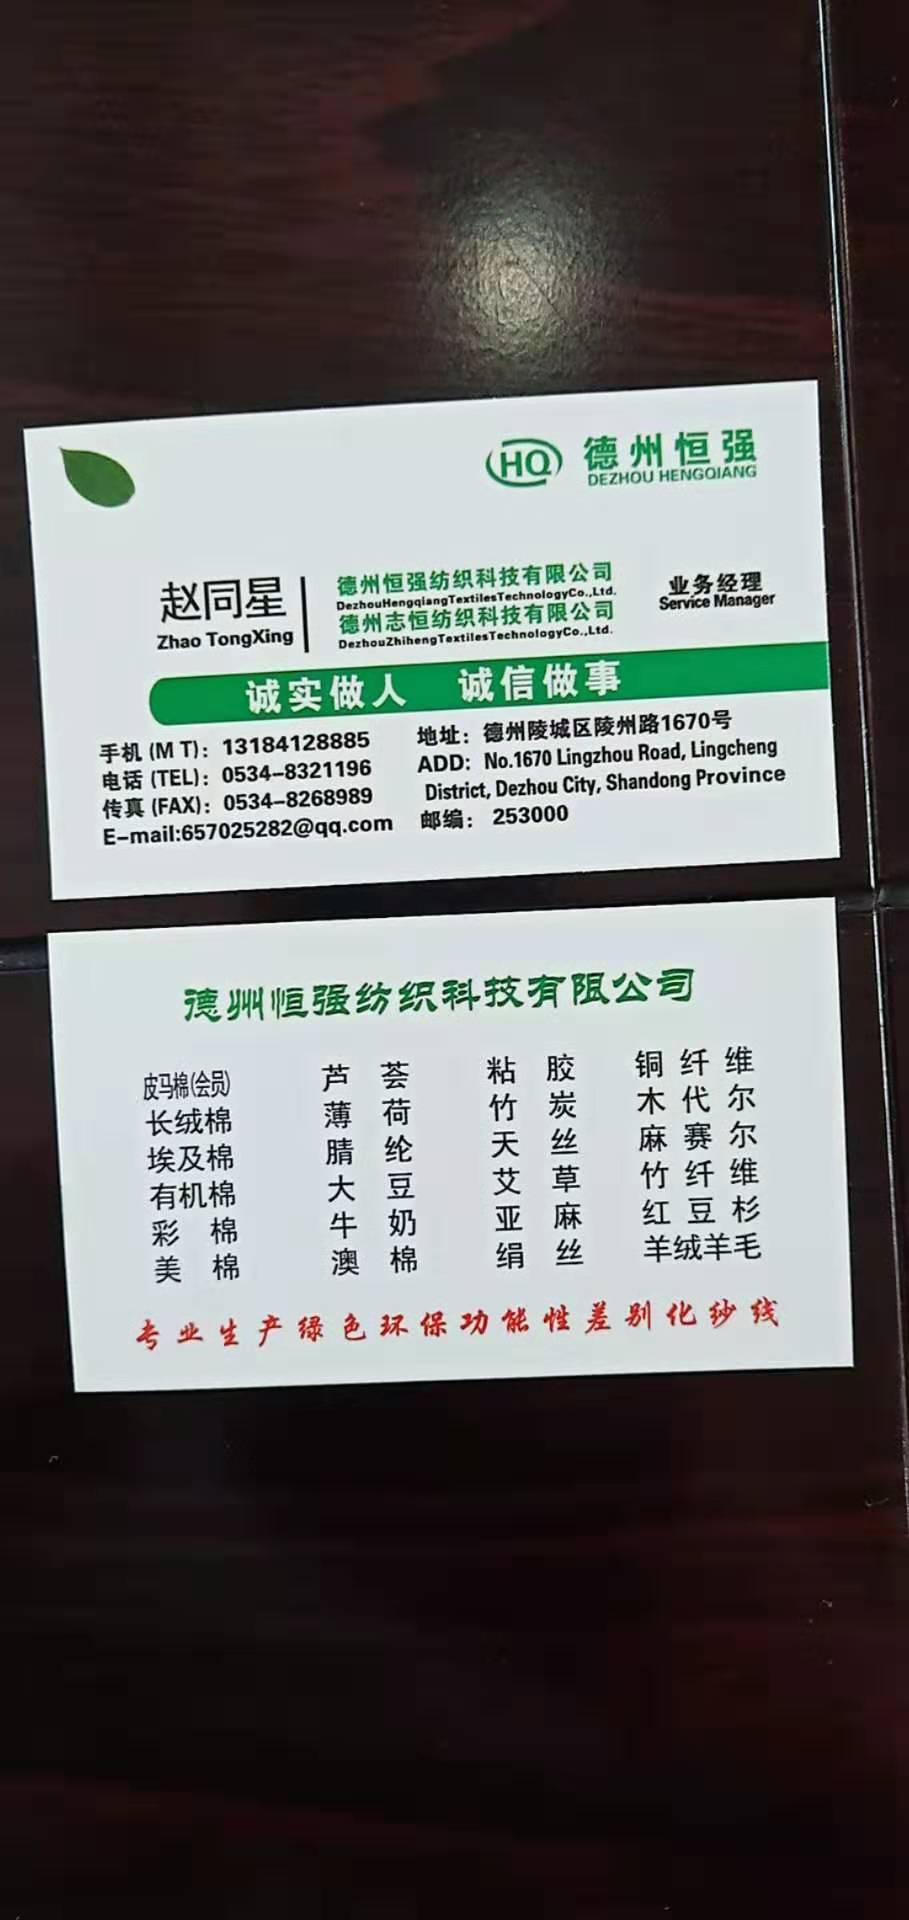 HQ 德州恒强
DEZHOU HENGQIANG
赵同星
Zhao TongXing
德州恒强纺织科技有限公司
DezhouHengqiangTextilesTechnologyCo.,Ltd.
德州志恒纺织科技有限公司
DezhouZhihengTextilesTechnologyCo.,Ltd.
业务经理
Service Manager
诚实做人 诚信做事
手机 (M T): 13184128885
电话 (TEL): 0534-8321196
传真 (FAX): 0534-8268989
E-mail:657025282@qq.com
地址: 德州陵城区陵州路1670号
ADD: No.1670 Lingzhou Road, Lingcheng
District, Dezhou City, Shandong Province
邮编: 253000
德州恒强纺织科技有限公司
皮马棉(会员) 芦荟 粘胶 铜纤维
长绒棉 薄荷 竹炭 木代尔
埃及棉 腈纶 天丝 麻赛尔
有机棉 大豆 艾草 竹纤维
彩棉 牛奶 亚麻 红豆杉
美棉 澳棉 绢丝 羊绒羊毛
专业生产绿色环保功能性差别化纱线